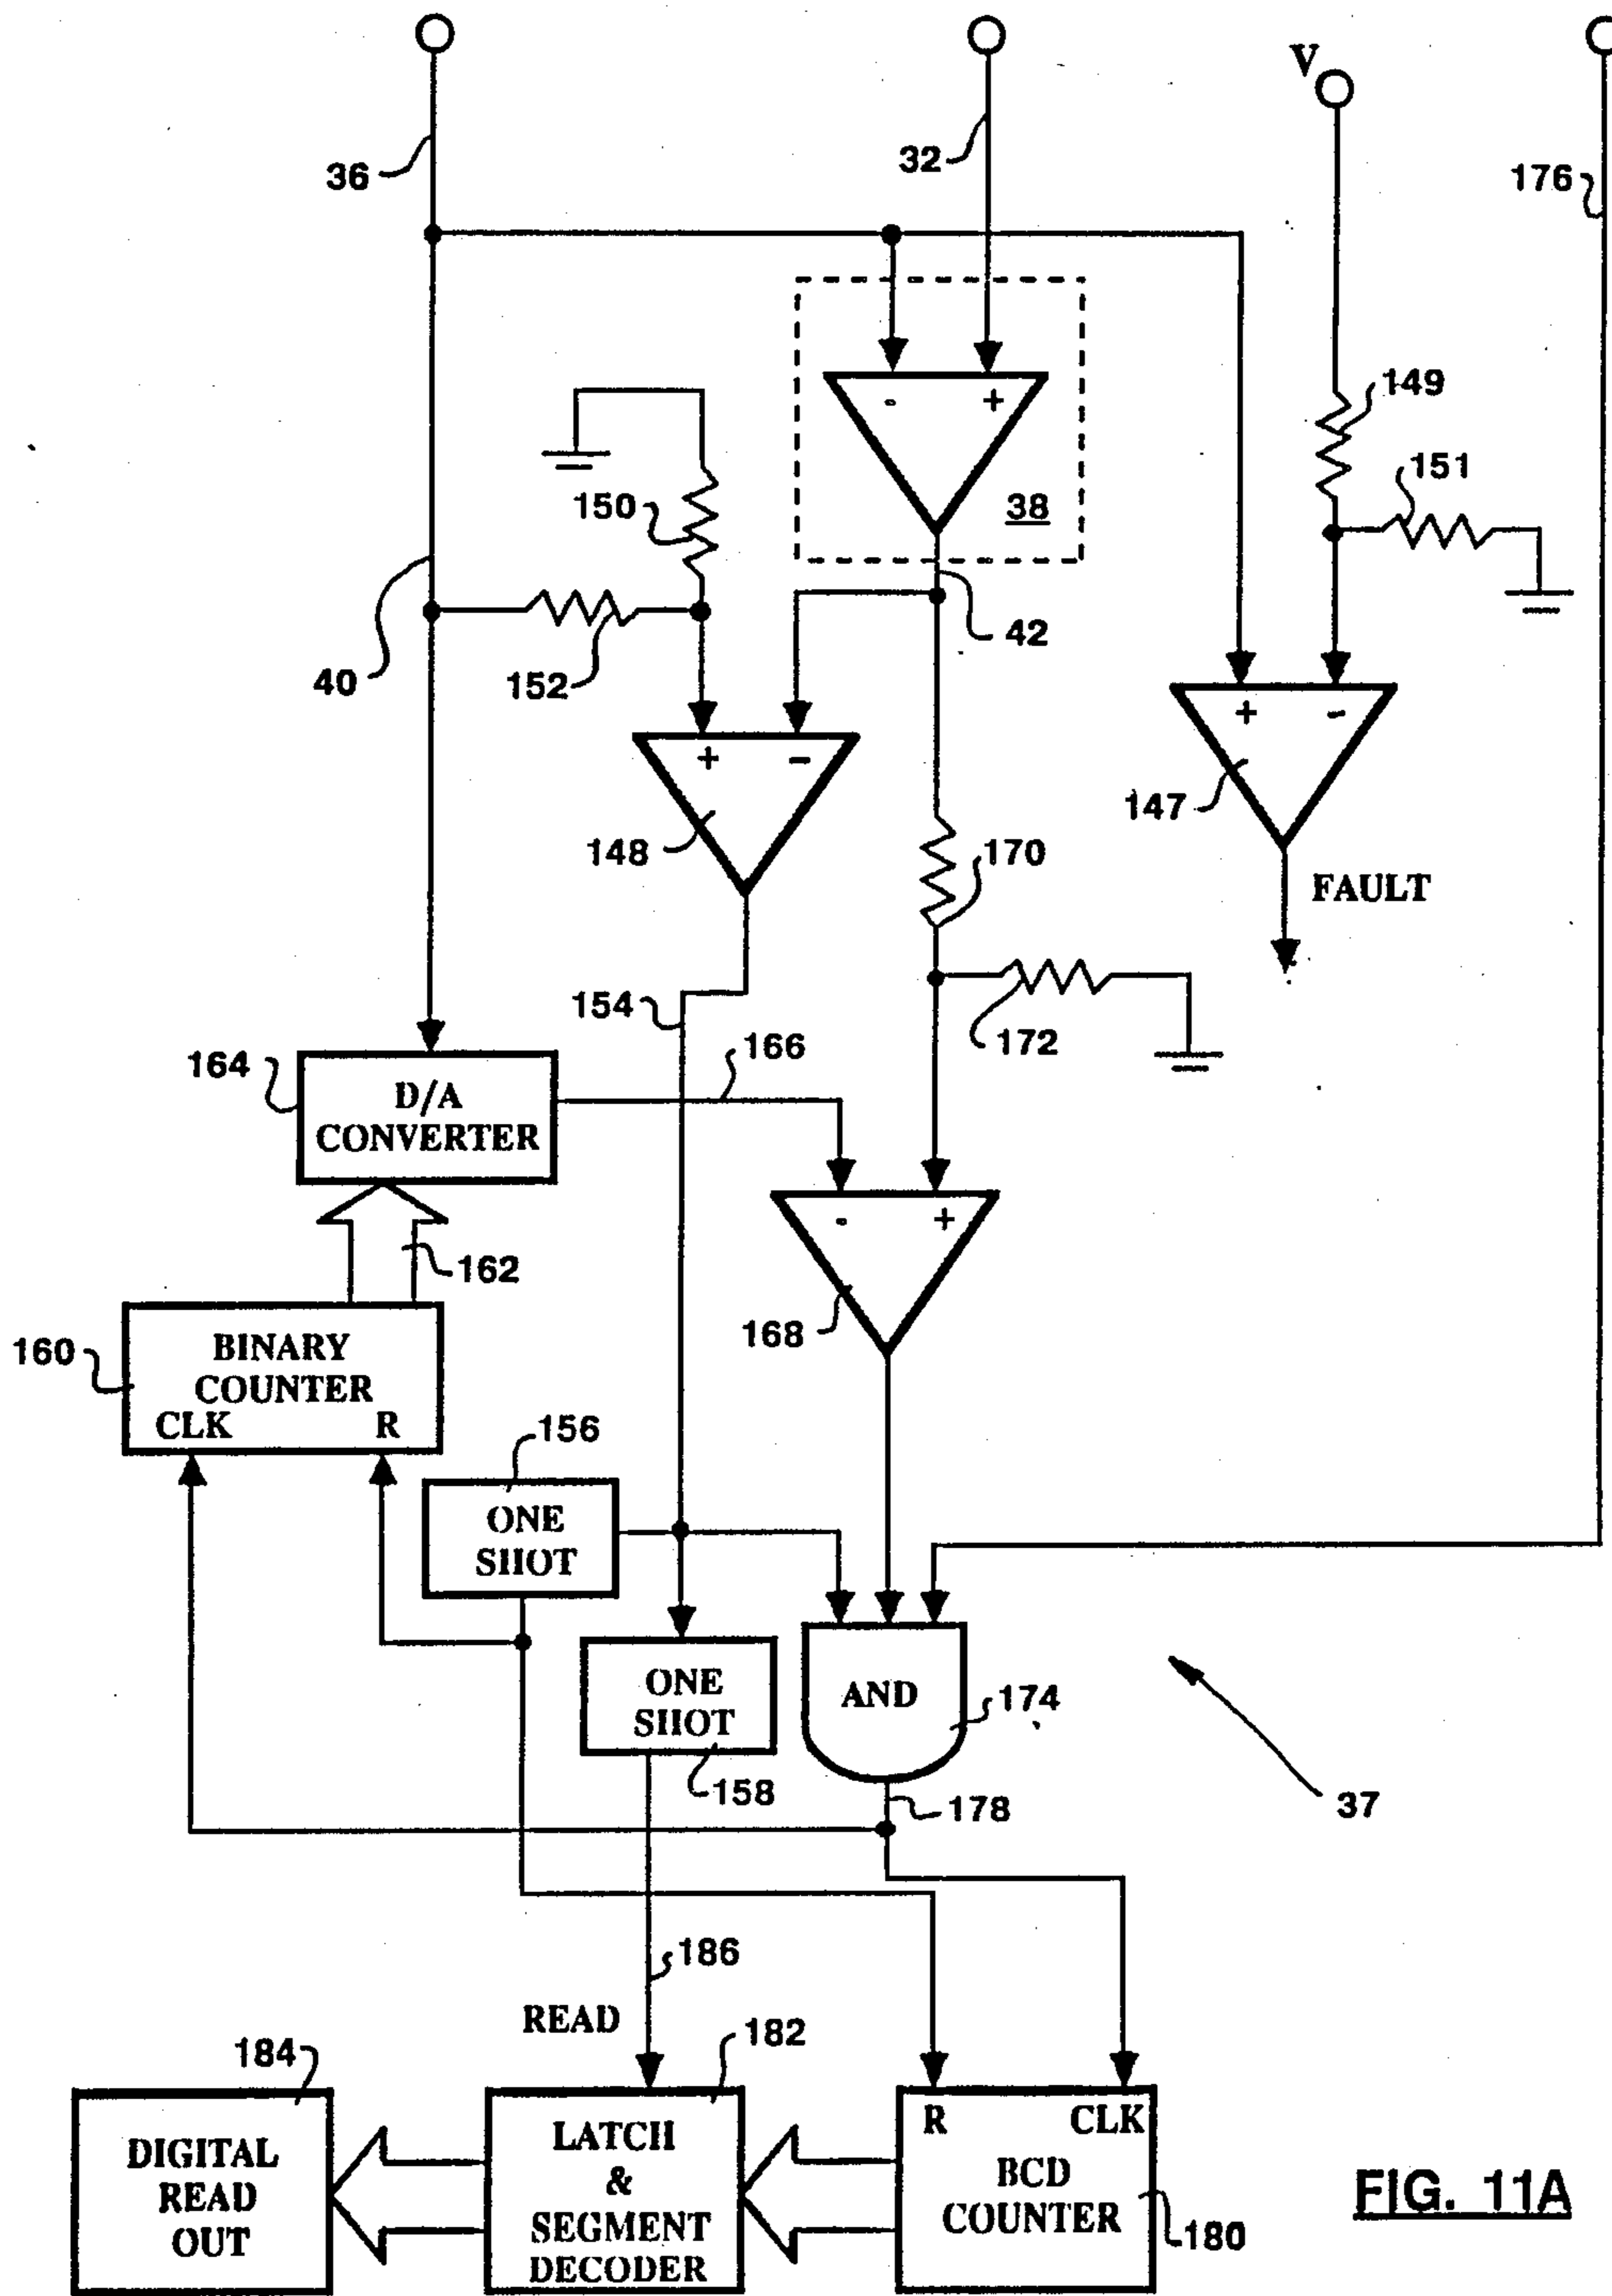 V
36
32
176
149
- +
38
151
150
42
40
152
+ -
+ -
148
147
170
FAULT
154
172
166
164
D/A
CONVERTER
162
- +
168
160
BINARY
COUNTER
CLK R
156
ONE
SHOT
ONE
SHOT
158
AND
174
178
37
186
READ
184
182
DIGITAL
READ
OUT
LATCH
&
SEGMENT
DECODER
R CLK
BCD
COUNTER
180
FIG. 11A